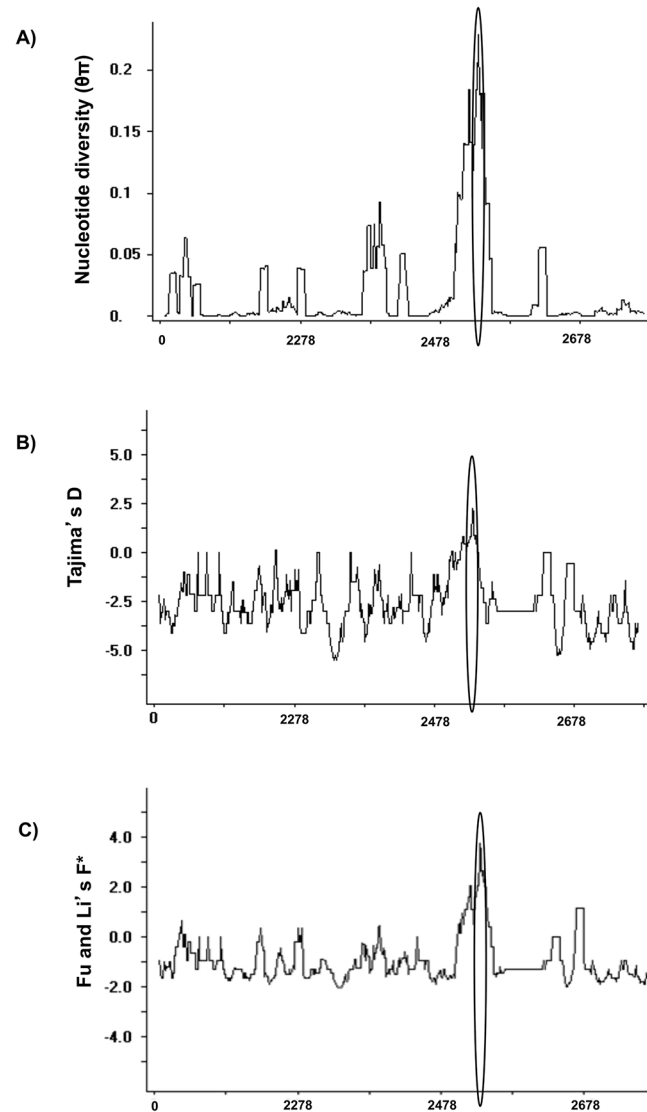 A)
Nucleotide diversity (θπ)
0.2
0.15
0.1
0.05
0.
0 2278 2478 2678
B)
Tajima's D
5.0
2.5
0.0
-2.5
-5.0
0 2278 2478 2678
C)
Fu and Li's F*
4.0
2.0
0.0
-2.0
-4.0
0 2278 2478 2678